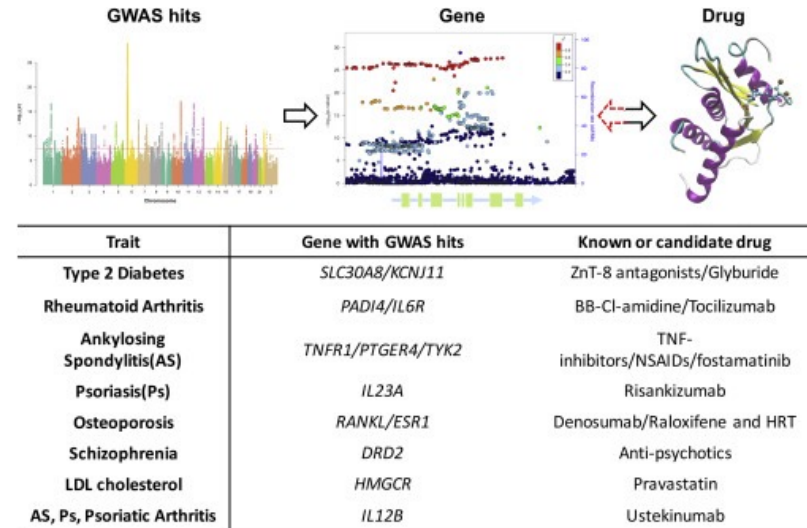 GWAS hits
Gene
Drug
Chromosome
Trait
Gene with GWAS hits
Known or candidate drug
Type 2 Diabetes
SLC30A8/KCNJ11
ZnT-8 antagonists/Glyburide
Rheumatoid Arthritis
PADI4/IL6R
BB-Cl-amidine/Tocilizumab
Ankylosing
Spondylitis(AS)
TNFR1/PTGER4/TYK2
TNF-
inhibitors/NSAIDs/fostamatinib
Psoriasis(Ps)
IL23A
Risankizumab
Osteoporosis
RANKL/ESR1
Denosumab/Raloxifene and HRT
Schizophrenia
DRD2
Anti-psychotics
LDL cholesterol
HMGCR
Pravastatin
AS, Ps, Psoriatic Arthritis
IL12B
Ustekinumab